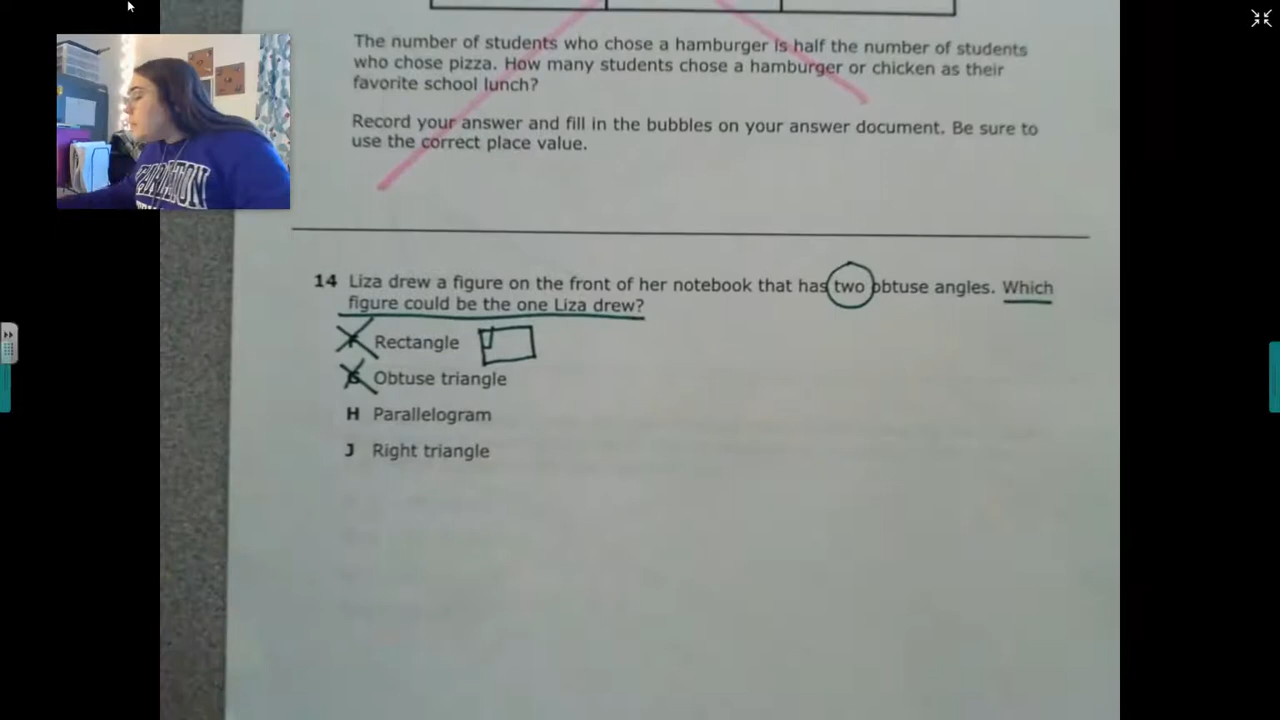 The number of students who chose a hamburger is half the number of students
who chose pizza. How many students chose a hamburger or chicken as their
favorite school lunch?
Record your answer and fill in the bubbles on your answer document. Be sure to
use the correct place value.
14 Liza drew a figure on the front of her notebook that has two obtuse angles. Which
figure could be the one Liza drew?
Rectangle
G Obtuse triangle
H Parallelogram
J Right triangle